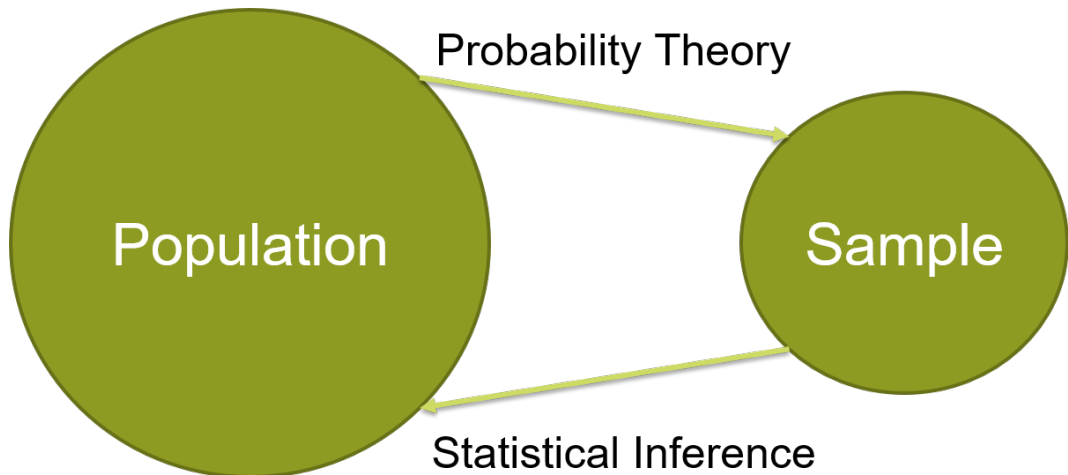 Probability Theory
Population
Sample
Statistical Inference